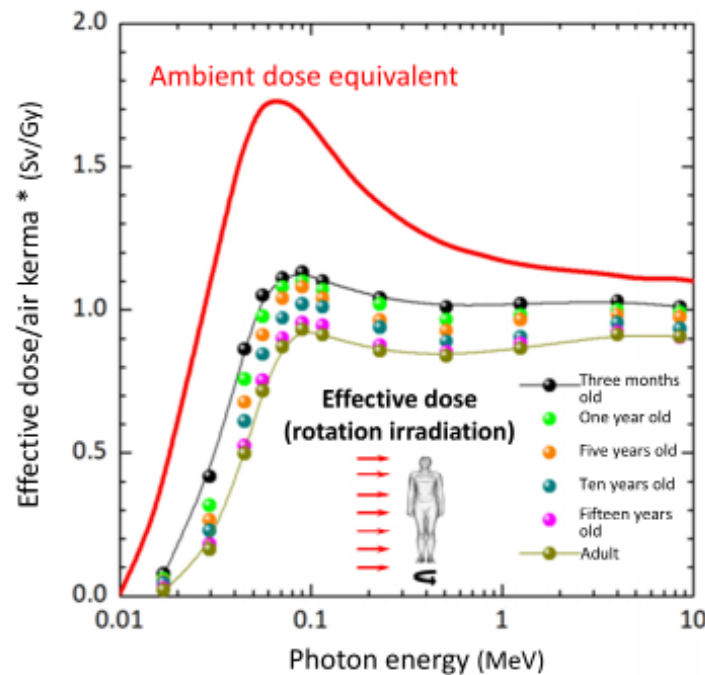 2.0
Ambient dose equivalent
1.5
1.0
0.5
0.0
Effective dose/air kerma * (Sv/Gy)
Effective dose
(rotation irradiation)
Three months
old
One year old
Five years old
Ten years old
Fifteen years
old
Adult
0.01
0.1
1
10
Photon energy (MeV)